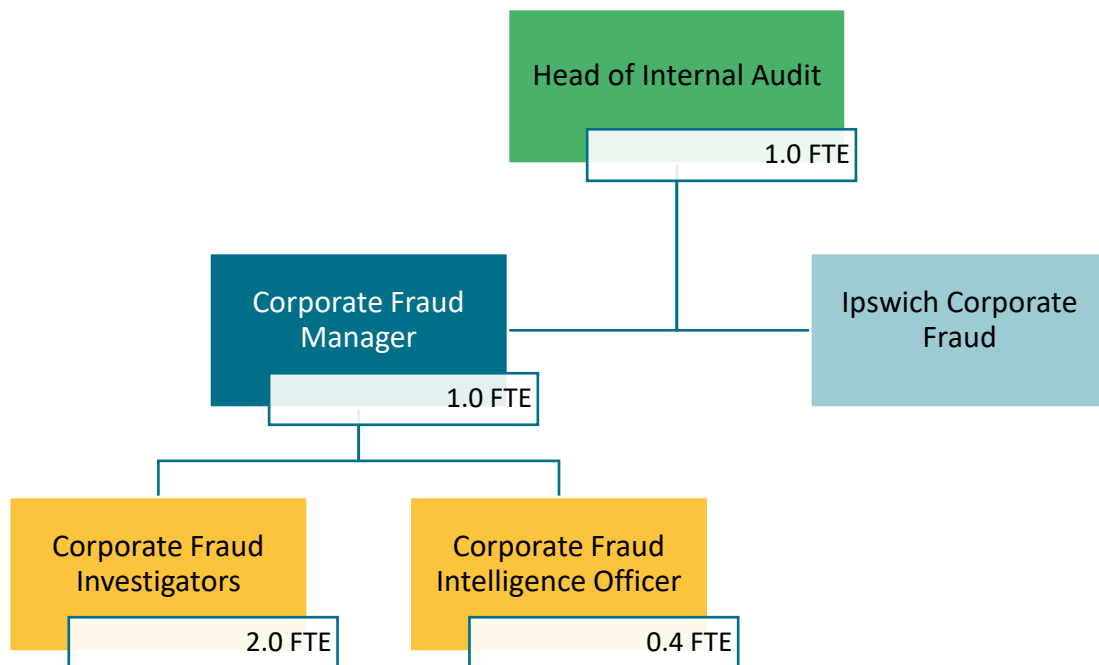 Head of Internal Audit
1.0 FTE
Corporate Fraud
Manager
1.0 FTE
Ipswich Corporate
Fraud
Corporate Fraud
Investigators
2.0 FTE
Corporate Fraud
Intelligence Officer
0.4 FTE